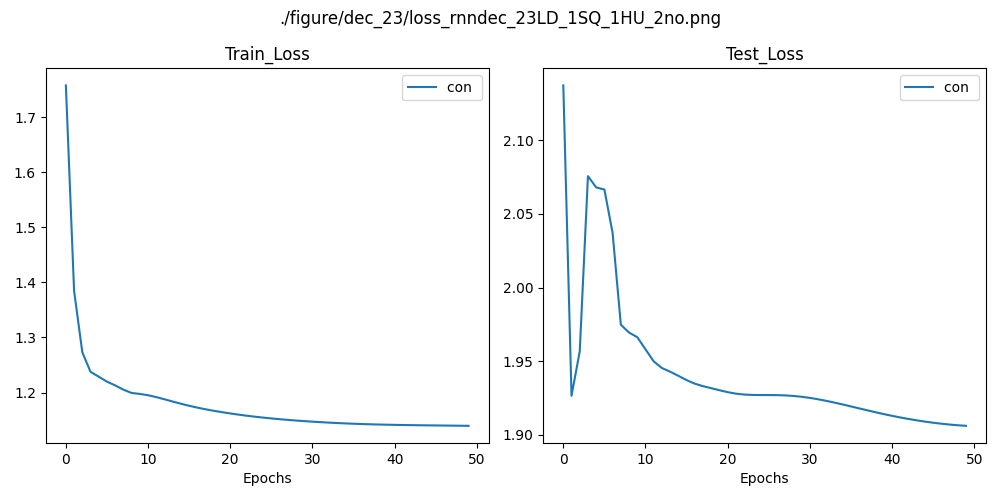 ./figure/dec_23/loss_rnndec_23LD_1SQ_1HU_2no.png
Train_Loss
con
1.7
1.6
1.5
1.4
1.3
1.2
0 10 20 30 40 50
Epochs
Test_Loss
con
2.10
2.05
2.00
1.95
1.90
0 10 20 30 40 50
Epochs